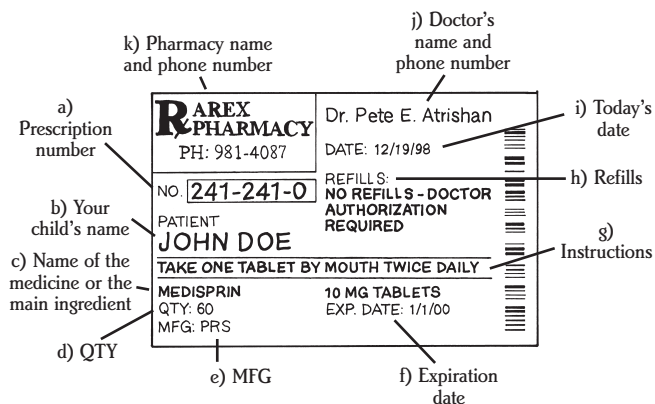 k) Pharmacy name
and phone number
j) Doctor's
name and
phone number
a)
Prescription
number
i) Today's
date
h) Refills
b) Your
child's name
g)
Instructions
c) Name of the
medicine or the
main ingredient
d) QTY
e) MFG
f) Expiration
date
Rx AREX
PHARMACY
PH: 981-4087
Dr. Pete E. Atrishan
DATE: 12/19/98
NO. 241-241-0
REFILLS:
NO REFILLS - DOCTOR
AUTHORIZATION
REQUIRED
PATIENT
JOHN DOE
TAKE ONE TABLET BY MOUTH TWICE DAILY
MEDISPRIN 10 MG TABLETS
QTY: 60 EXP. DATE: 1/1/00
MFG: PRS